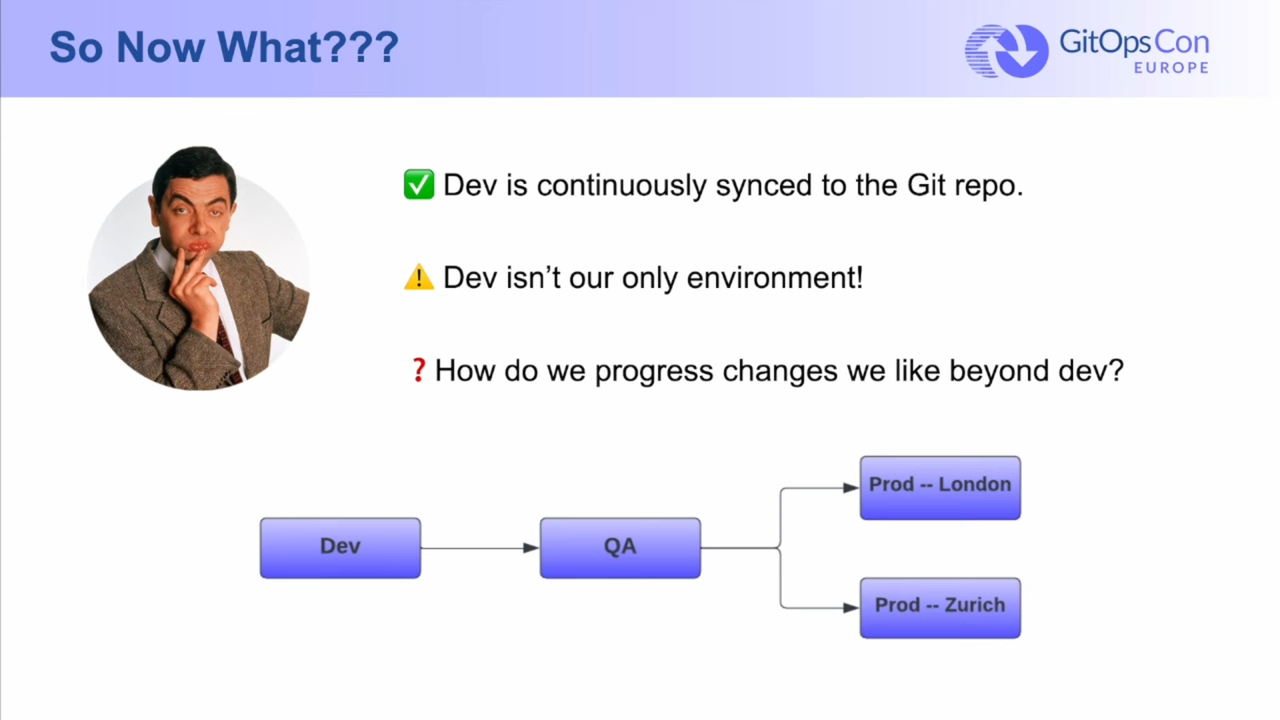 So Now What???
GitOpsCon
EUROPE
✅ Dev is continuously synced to the Git repo.
⚠️ Dev isn’t our only environment!
❓ How do we progress changes we like beyond dev?
Dev
QA
Prod -- London
Prod -- Zurich